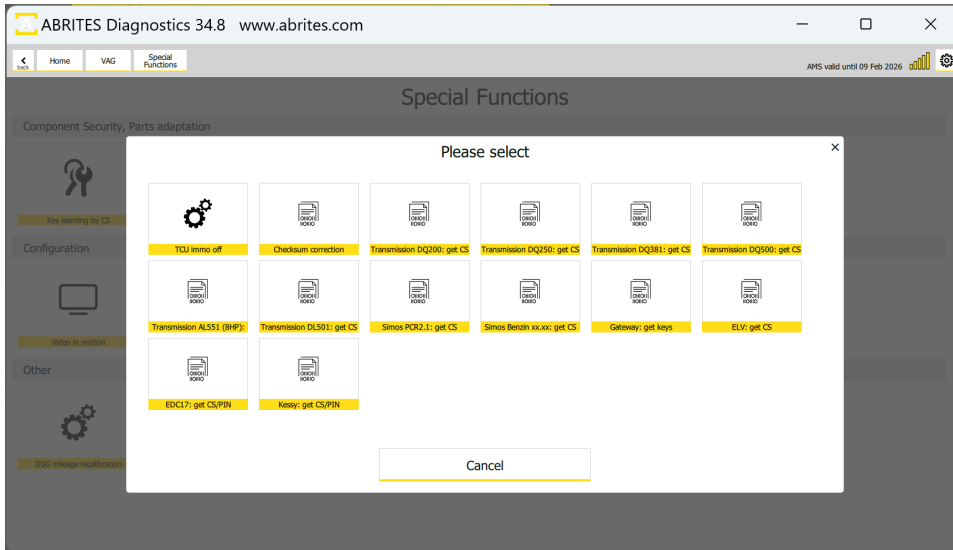 ABRITES Diagnostics 34.8 www.abrites.com
back
Home
VAG
Special
Functions
AMS valid until 09 Feb 2026
Special Functions
Component Security, Parts adaptation
Key learning by CS
Configuration
Video in motion
Other
DSG mileage recalibration
Please select
TCU immo off
Checksum correction
Transmission DQ200: get CS
Transmission DQ250: get CS
Transmission DQ381: get CS
Transmission DQ500: get CS
Transmission AL551 (8HP):
Transmission DL501: get CS
Simos PCR2.1: get CS
Simos Benzin xx.xx: get CS
Gateway: get keys
ELV: get CS
EDC17: get CS/PIN
Kessy: get CS/PIN
Cancel